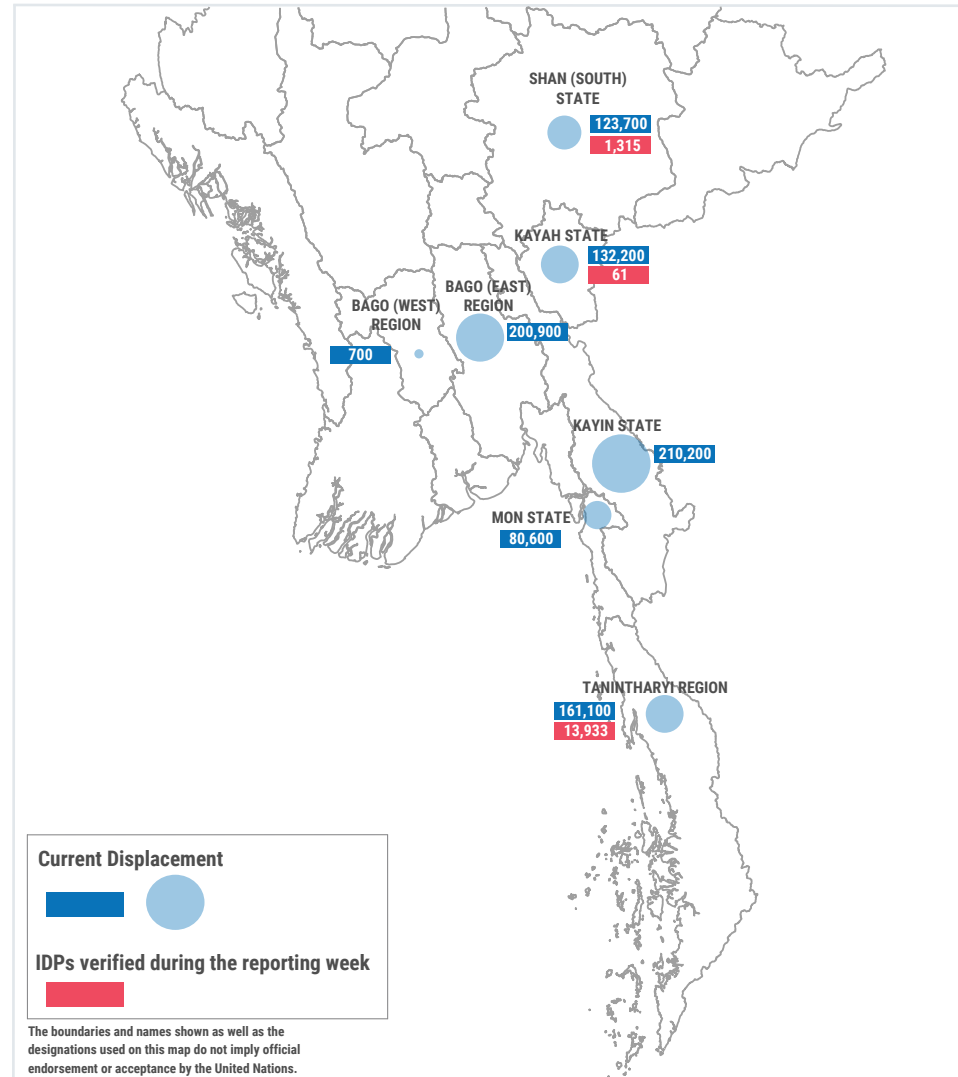 SHAN (SOUTH)
STATE
123,700
1,315
KAYAH STATE
132,200
61
BAGO (EAST)
REGION
200,900
BAGO (WEST)
REGION
700
KAYIN STATE
210,200
MON STATE
80,600
TANINTHARYI REGION
161,100
13,933
Current Displacement
IDPs verified during the reporting week
The boundaries and names shown as well as the
designations used on this map do not imply official
endorsement or acceptance by the United Nations.